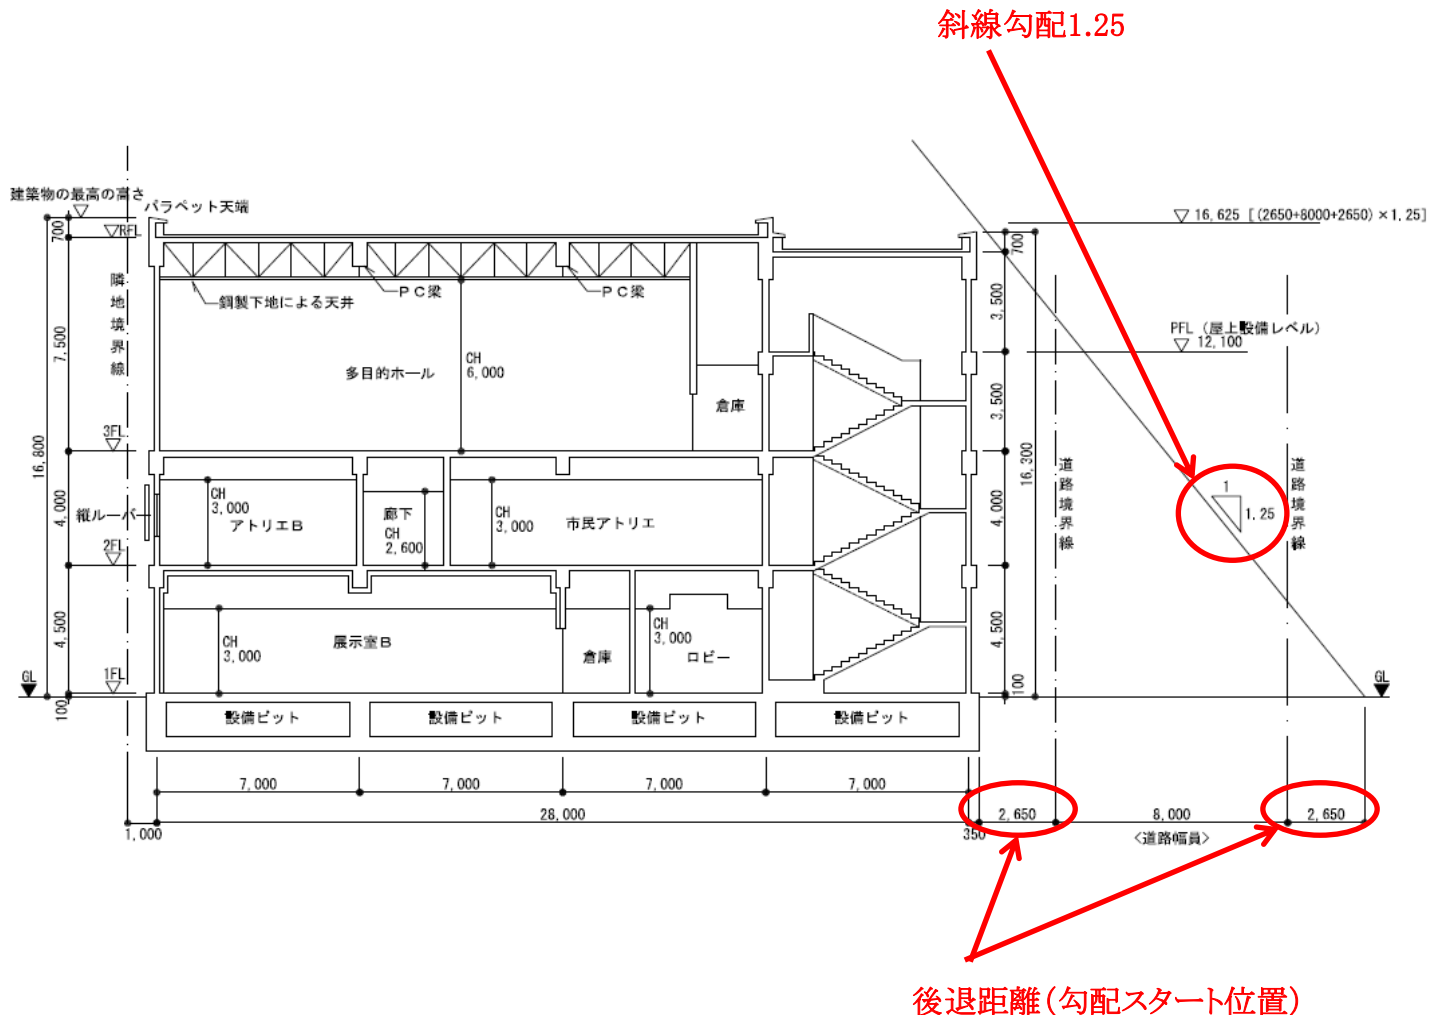 斜線勾配1.25
建築物の最高の高さ
パラペット天端
RFL
700
16,625 [(2650+8000+2650)×1.25]
700
隣地境界線
鋼製下地による天井
PC梁
PC梁
3,500
PFL (屋上設備レベル)
12,100
7,500
CH
6,000
多目的ホール
倉庫
3,500
3FL
16,800
16,300
道路境界線
道路境界線
1
1.25
縦ルーバー
4,000
CH
3,000
アトリエB
廊下
CH
2,600
CH
3,000
市民アトリエ
4,000
2FL
4,500
CH
3,000
展示室B
倉庫
CH
3,000
ロビー
4,500
GL
1FL
100
100
GL
設備ピット
設備ピット
設備ピット
設備ピット
7,000
7,000
7,000
7,000
1,000
28,000
350
2,650
8,000
2,650
<道路幅員>
後退距離(勾配スタート位置)